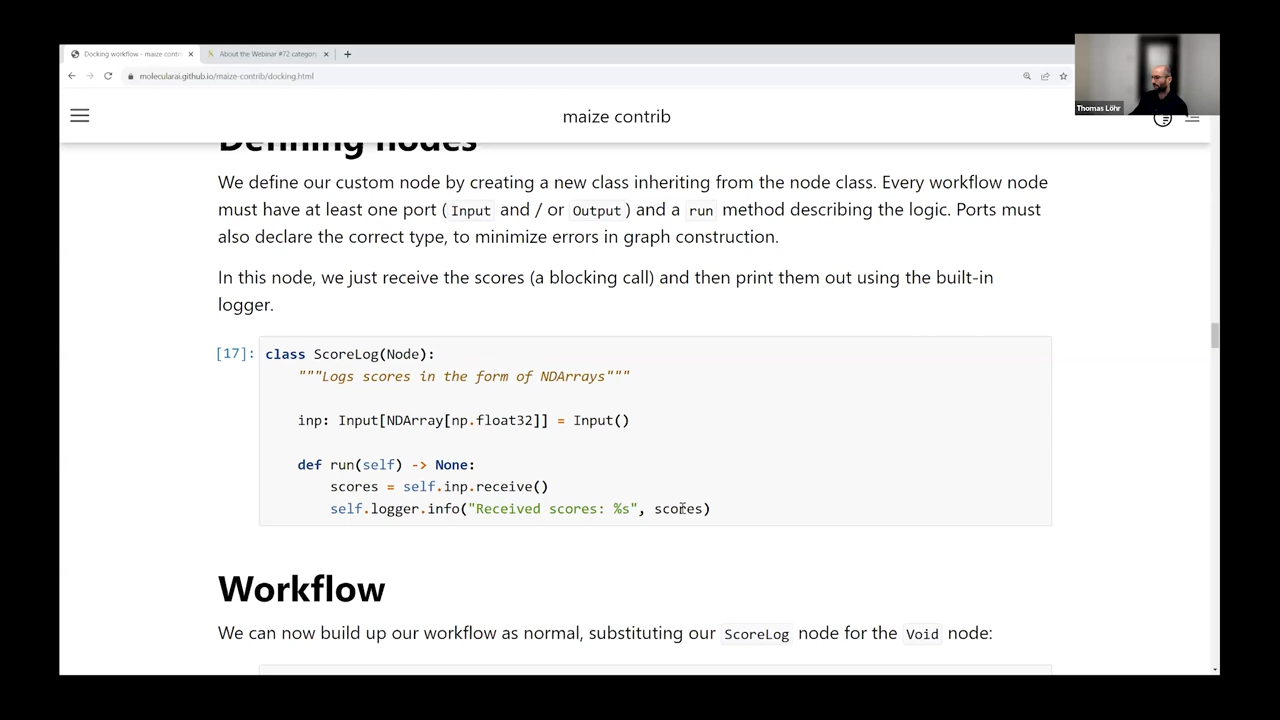 Docking workflow - maize contri
About the Webinar #72 categor
molecularai.github.io/maize-contrib/docking.html
Thomas Löhr
maize contrib
Defining nodes
We define our custom node by creating a new class inheriting from the node class. Every workflow node
must have at least one port ( Input and / or Output ) and a run method describing the logic. Ports must
also declare the correct type, to minimize errors in graph construction.
In this node, we just receive the scores (a blocking call) and then print them out using the built-in
logger.
[17]:
class ScoreLog(Node):
"""Logs scores in the form of NDArrays"""
inp: Input[NDArray[np.float32]] = Input()
def run(self) -> None:
scores = self.inp.receive()
self.logger.info("Received scores: %s", scores)
Workflow
We can now build up our workflow as normal, substituting our ScoreLog node for the Void node: